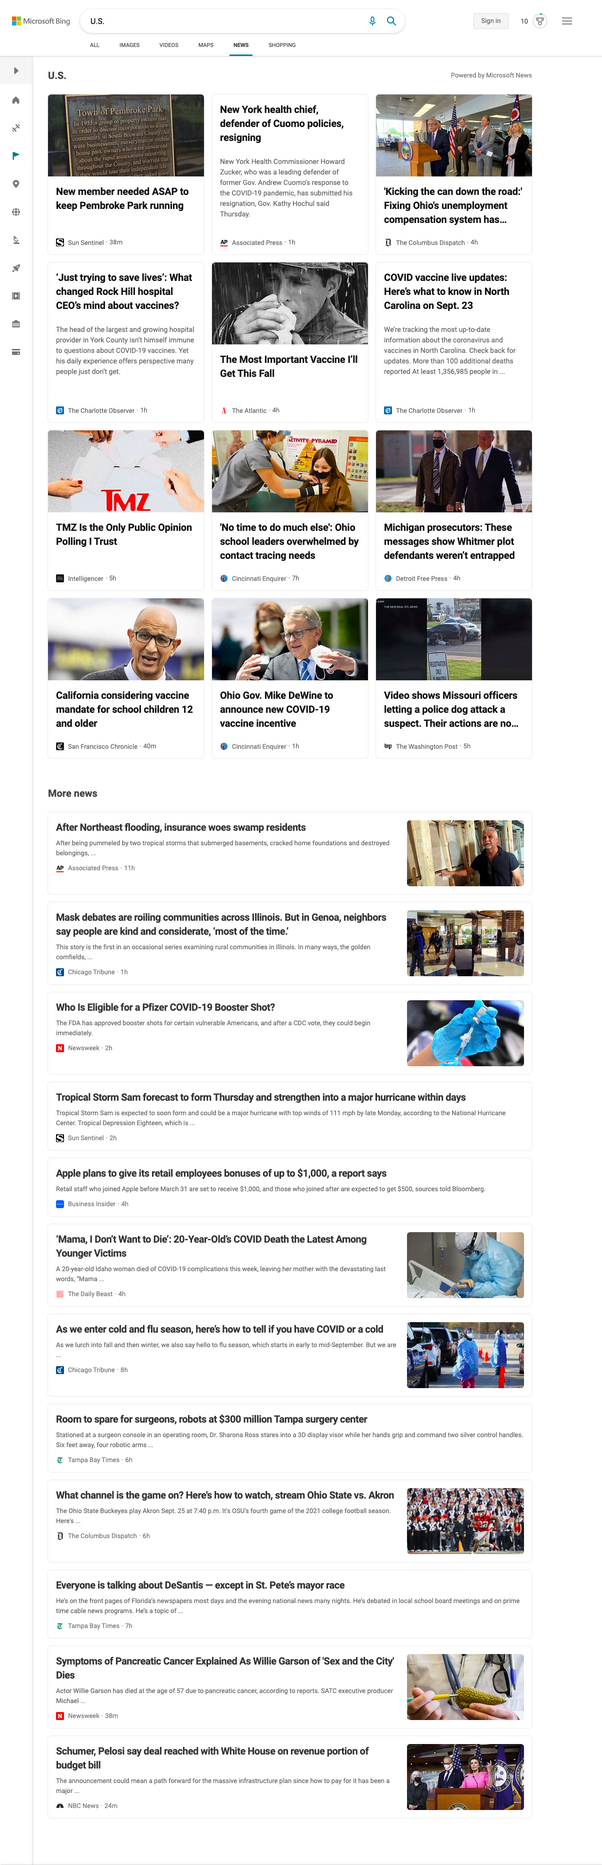 Microsoft Bing
U.S.
Sign in
10
ALL
IMAGES
VIDEOS
MAPS
NEWS
SHOPPING
U.S.
Powered by Microsoft News
Town of Pembroke Park
New member needed ASAP to
keep Pembroke Park running
Sun Sentinel · 38m
New York health chief,
defender of Cuomo policies,
resigning
New York Health Commissioner Howard
Zucker, who was a leading defender of
former Gov. Andrew Cuomo's response to
the COVID-19 pandemic, has submitted his
resignation, Gov. Kathy Hochul said
Thursday.
AP Associated Press · 1h
'Kicking the can down the road:'
Fixing Ohio's unemployment
compensation system has...
The Columbus Dispatch · 4h
‘Just trying to save lives’: What
changed Rock Hill hospital
CEO’s mind about vaccines?
The head of the largest and growing hospital
provider in York County isn’t himself immune
to questions about COVID-19 vaccines. Yet
his daily experience offers perspective many
people just don’t get.
The Charlotte Observer · 1h
The Most Important Vaccine I’ll
Get This Fall
The Atlantic · 4h
COVID vaccine live updates:
Here’s what to know in North
Carolina on Sept. 23
We’re tracking the most up-to-date
information about the coronavirus and
vaccines in North Carolina. Check back for
updates. More than 100 additional deaths
reported At least 1,356,985 people in ...
The Charlotte Observer · 1h
TMZ
TMZ Is the Only Public Opinion
Polling I Trust
Intelligencer · 5h
ACTIVITY PYRAMID
'No time to do much else': Ohio
school leaders overwhelmed by
contact tracing needs
Cincinnati Enquirer · 7h
Michigan prosecutors: These
messages show Whitmer plot
defendants weren’t entrapped
Detroit Free Press · 4h
California considering vaccine
mandate for school children 12
and older
San Francisco Chronicle · 40m
Ohio Gov. Mike DeWine to
announce new COVID-19
vaccine incentive
Cincinnati Enquirer · 1h
Video shows Missouri officers
letting a police dog attack a
suspect. Their actions are no...
wp The Washington Post · 5h
More news
After Northeast flooding, insurance woes swamp residents
After being pummeled by two tropical storms that submerged basements, cracked home foundations and destroyed
belongings, ...
AP Associated Press · 11h
Mask debates are roiling communities across Illinois. But in Genoa, neighbors
say people are kind and considerate, ‘most of the time.’
This story is the first in an occasional series examining rural communities in Illinois. In many ways, the golden
cornfields, ...
Chicago Tribune · 1h
Who Is Eligible for a Pfizer COVID-19 Booster Shot?
The FDA has approved booster shots for certain vulnerable Americans, and after a CDC vote, they could begin
immediately.
N Newsweek · 2h
Tropical Storm Sam forecast to form Thursday and strengthen into a major hurricane within days
Tropical Storm Sam is expected to soon form and could be a major hurricane with top winds of 111 mph by late Monday, according to the National Hurricane
Center. Tropical Depression Eighteen, which is ...
Sun Sentinel · 2h
Apple plans to give its retail employees bonuses of up to $1,000, a report says
Retail staff who joined Apple before March 31 are set to receive $1,000, and those who joined after are expected to get $500, sources told Bloomberg.
Business Insider · 4h
‘Mama, I Don’t Want to Die’: 20-Year-Old’s COVID Death the Latest Among
Younger Victims
A 20-year-old Idaho woman died of COVID-19 complications this week, leaving her mother with the devastating last
words, “Mama ...
The Daily Beast · 4h
As we enter cold and flu season, here’s how to tell if you have COVID or a cold
As we lurch into fall and then winter, we also say hello to flu season, which starts in early to mid-September. But we are
...
Chicago Tribune · 8h
Room to spare for surgeons, robots at $300 million Tampa surgery center
Stationed at a surgeon console in an operating room, Dr. Sharona Ross stares into a 3D display visor while her hands grip and command two silver control handles.
Six feet away, four robotic arms ...
Tampa Bay Times · 6h
What channel is the game on? Here's how to watch, stream Ohio State vs. Akron
The Ohio State Buckeyes play Akron Sept. 25 at 7:40 p.m. It's OSU's fourth game of the 2021 college football season.
Here's ...
The Columbus Dispatch · 6h
Everyone is talking about DeSantis — except in St. Pete’s mayor race
He’s on the front pages of Florida’s newspapers most days and the evening national news many nights. He’s debated in local school board meetings and on prime
time cable news programs. He’s a topic of ...
Tampa Bay Times · 7h
Symptoms of Pancreatic Cancer Explained As Willie Garson of 'Sex and the City'
Dies
Actor Willie Garson has died at the age of 57 due to pancreatic cancer, according to reports. SATC executive producer
Michael ...
N Newsweek · 38m
Schumer, Pelosi say deal reached with White House on revenue portion of
budget bill
The announcement could mean a path forward for the massive infrastructure plan since how to pay for it has been a
major ...
NBC News · 24m